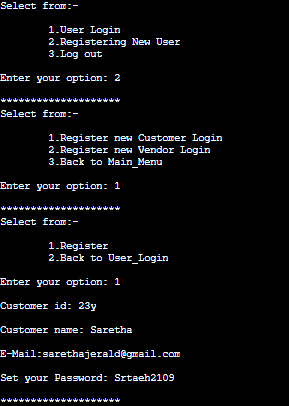 Select from:-
1.User Login
2.Registering New User
3.Log out
Enter your option: 2
********************
Select from:-
1.Register new Customer Login
2.Register new Vendor Login
3.Back to Main_Menu
Enter your option: 1
********************
Select from:-
1.Register
2.Back to User_Login
Enter your option: 1
Customer id: 23y
Customer name: Saretha
E-Mail:sarethajerald@gmail.com
Set your Password: Srtaeh2109
********************